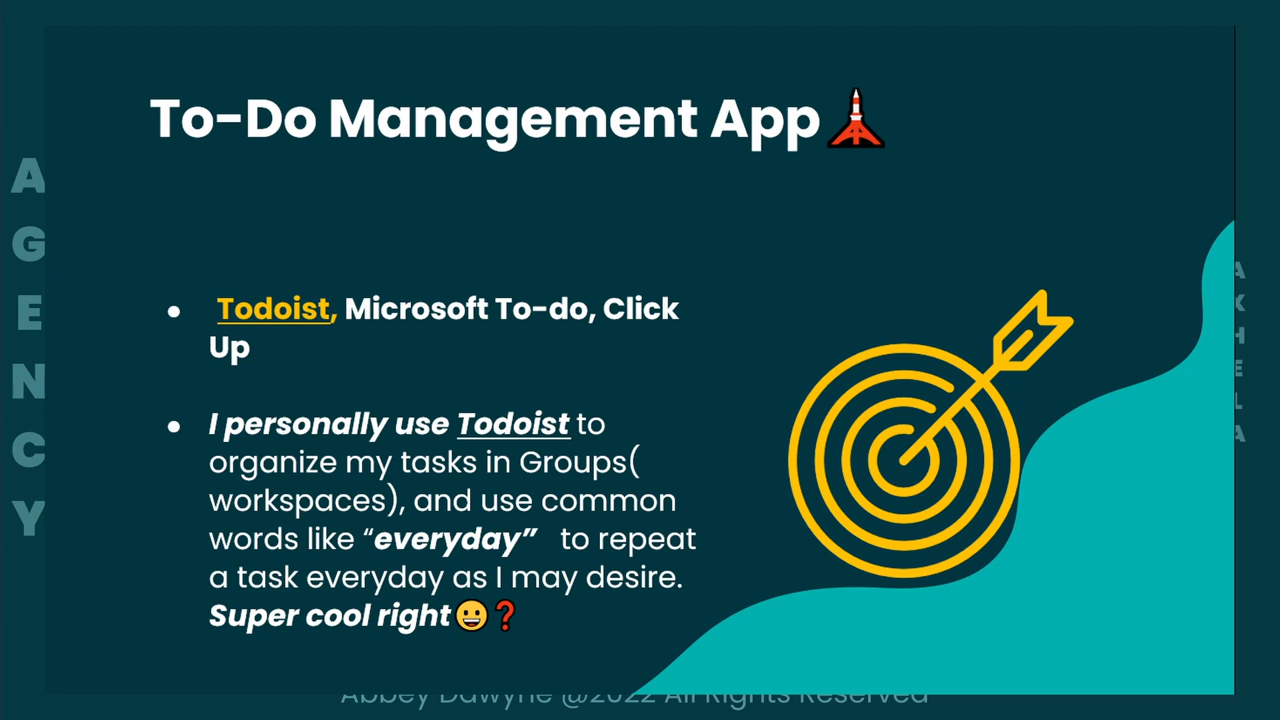 To-Do Management App
Todoist, Microsoft To-do, Click
Up
I personally use Todoist to
organize my tasks in Groups(
workspaces), and use common
words like “everyday” to repeat
a task everyday as I may desire.
Super cool right😀❓
AGENCY
AXHELA
Abbey Dawyne @2022 All Rights Reserved